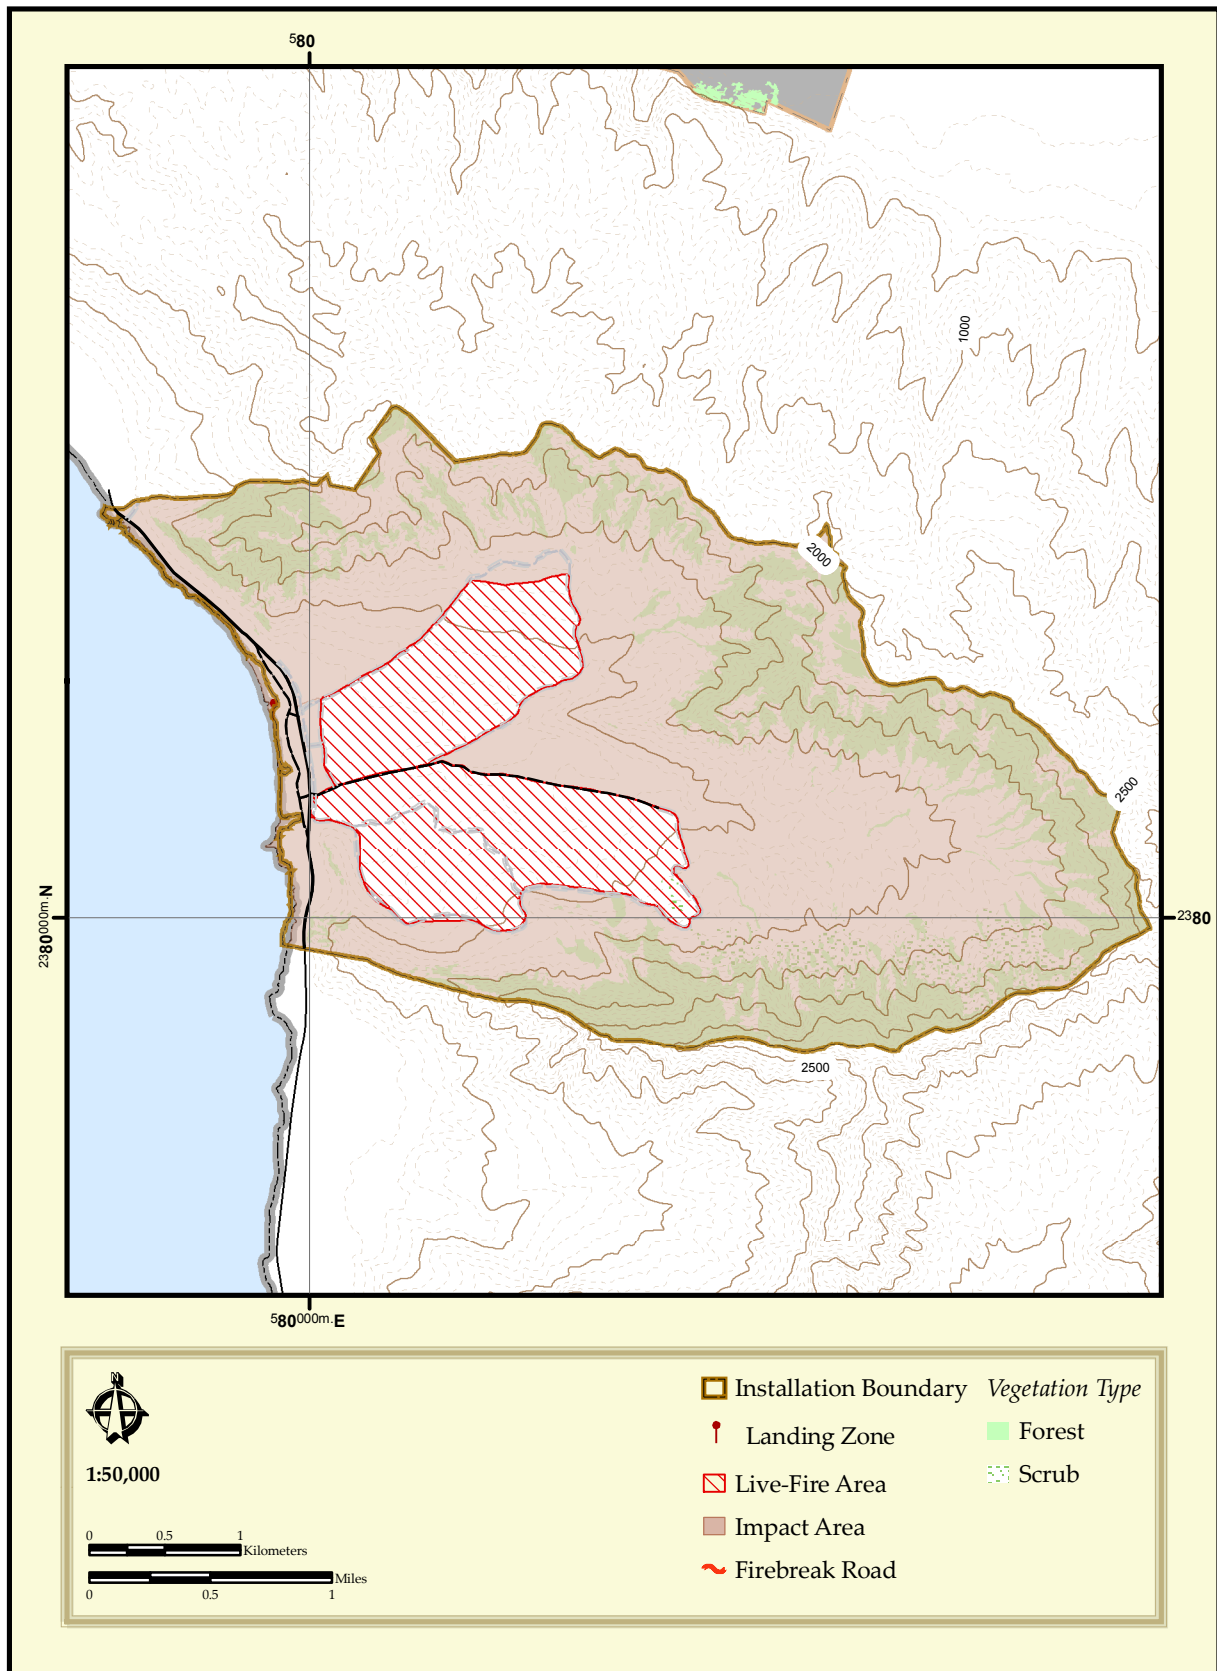 580
1000
2000
2500
2380000m.N
2380
2500
580000m.E
N
1:50,000
0 0.5 1
Kilometers
Miles
0 0.5 1
Installation Boundary
Landing Zone
Live-Fire Area
Impact Area
Firebreak Road
Vegetation Type
Forest
Scrub